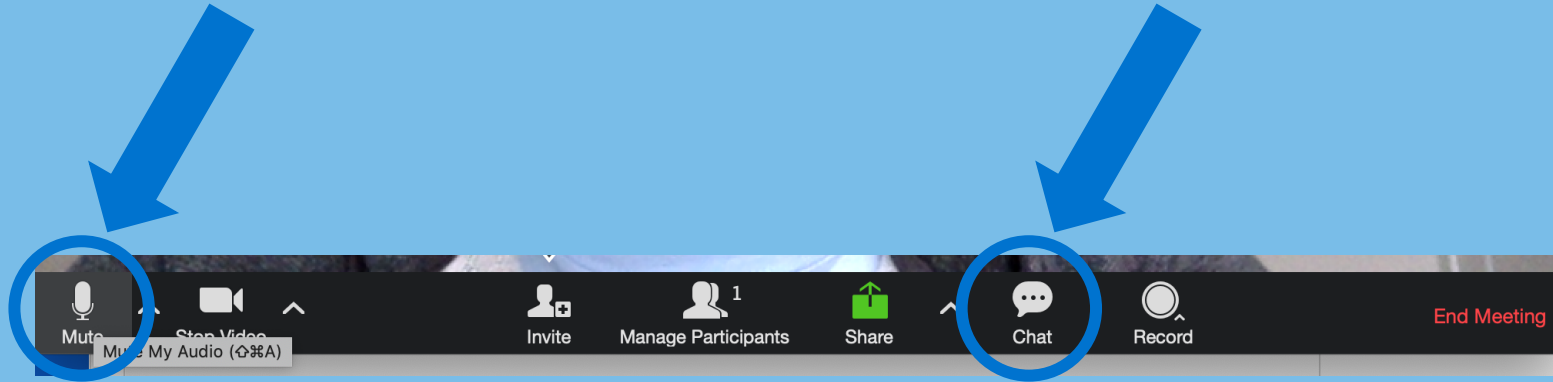 1
Mute
Stop Video
Invite
Manage Participants
Share
Chat
Record
End Meeting
Mute My Audio (⇧⌘A)